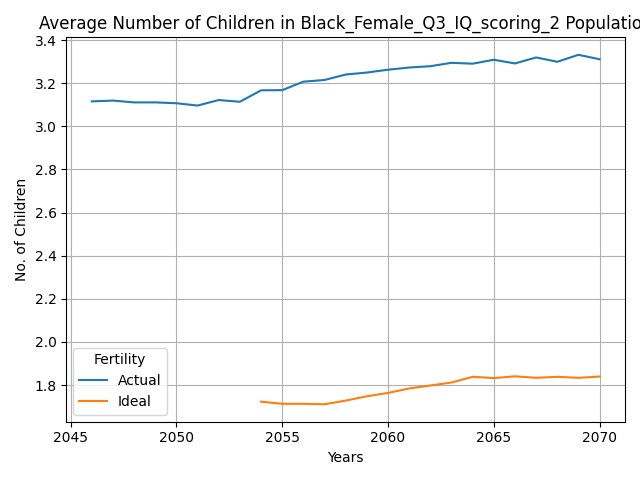 Average Number of Children in Black_Female_Q3_IQ_scoring_2 Populatio
3.4
3.2
3.0
2.8
2.6
2.4
2.2
2.0
1.8
No. of Children
Fertility
Actual
Ideal
2045 2050 2055 2060 2065 2070
Years